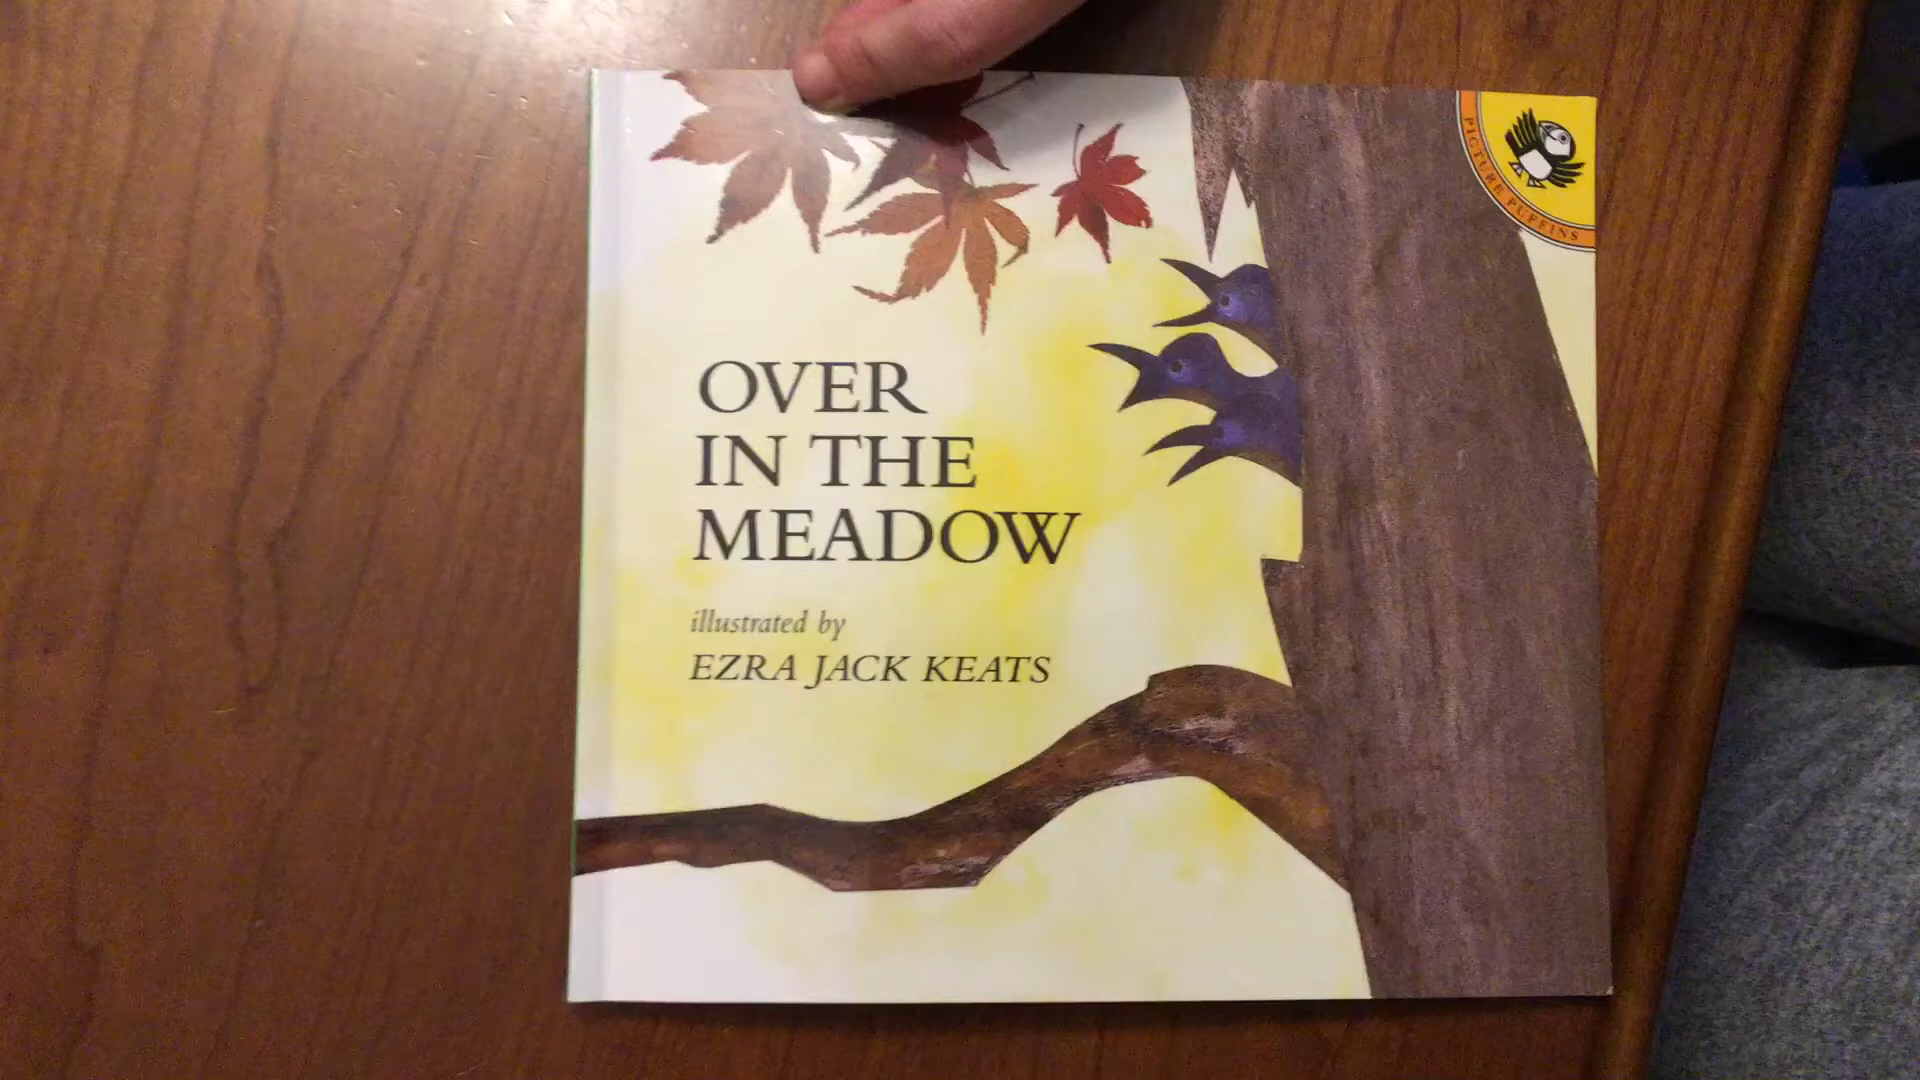 OVER
IN THE
MEADOW
illustrated by
EZRA JACK KEATS
PICTURE PUFFINS